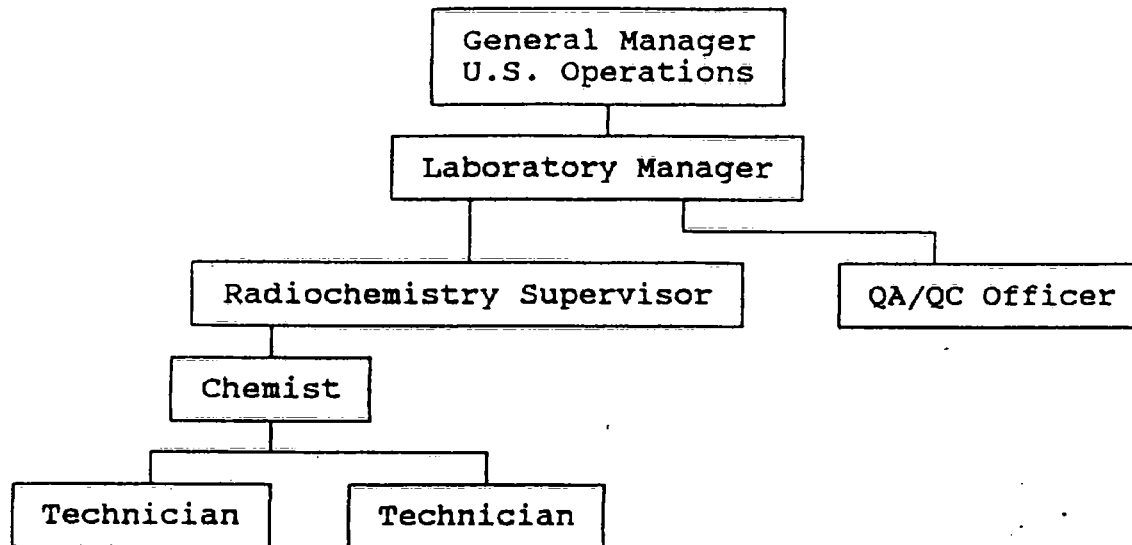 General Manager
U.S. Operations
Laboratory Manager
Radiochemistry Supervisor
QA/QC Officer
Chemist
Technician
Technician